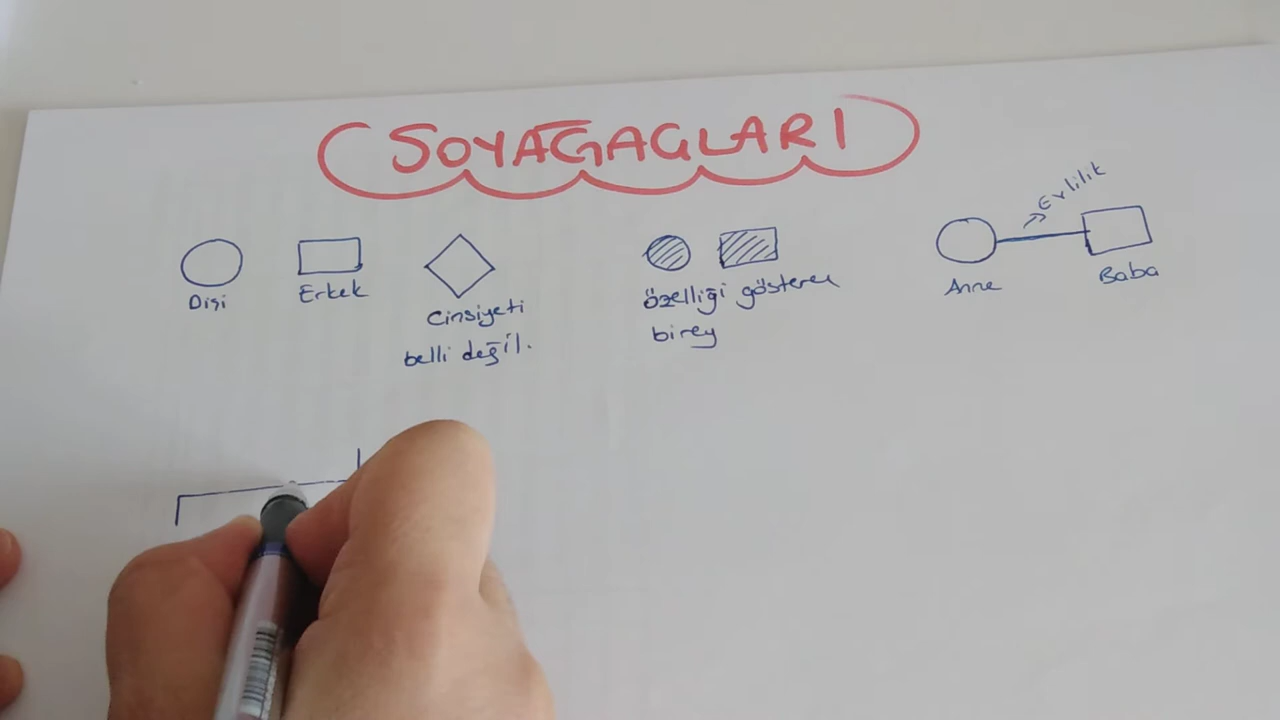 SOYAĞAÇLARI
Dişi
Erkek
Cinsiyeti
belli değil.
özelliği gösteren
birey
Evlilik
Anne
Baba